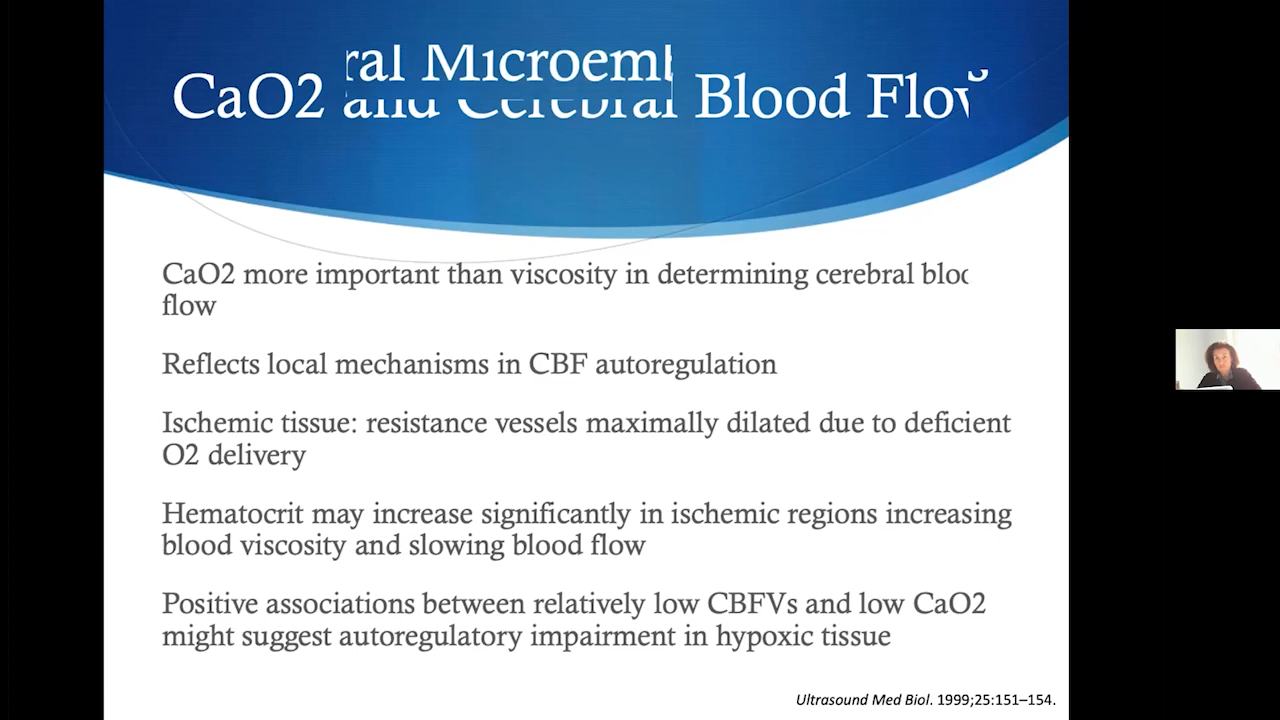 CaO2 and Cerebral Blood
CaO2 more important than viscosity in determining cerebral
flow
Reflects local mechanisms in CBF autoregulation
Ischemic tissue: resistance vessels maximally dilated due to deficient
O2 delivery
Hematocrit may increase significantly in ischemic regions increasing
blood viscosity and slowing blood flow
Positive associations between relatively low CBFVs and low CaO2
might suggest autoregulatory impairment in hypoxic tissue
Ultrasound Med Biol. 1999;25:151–154.